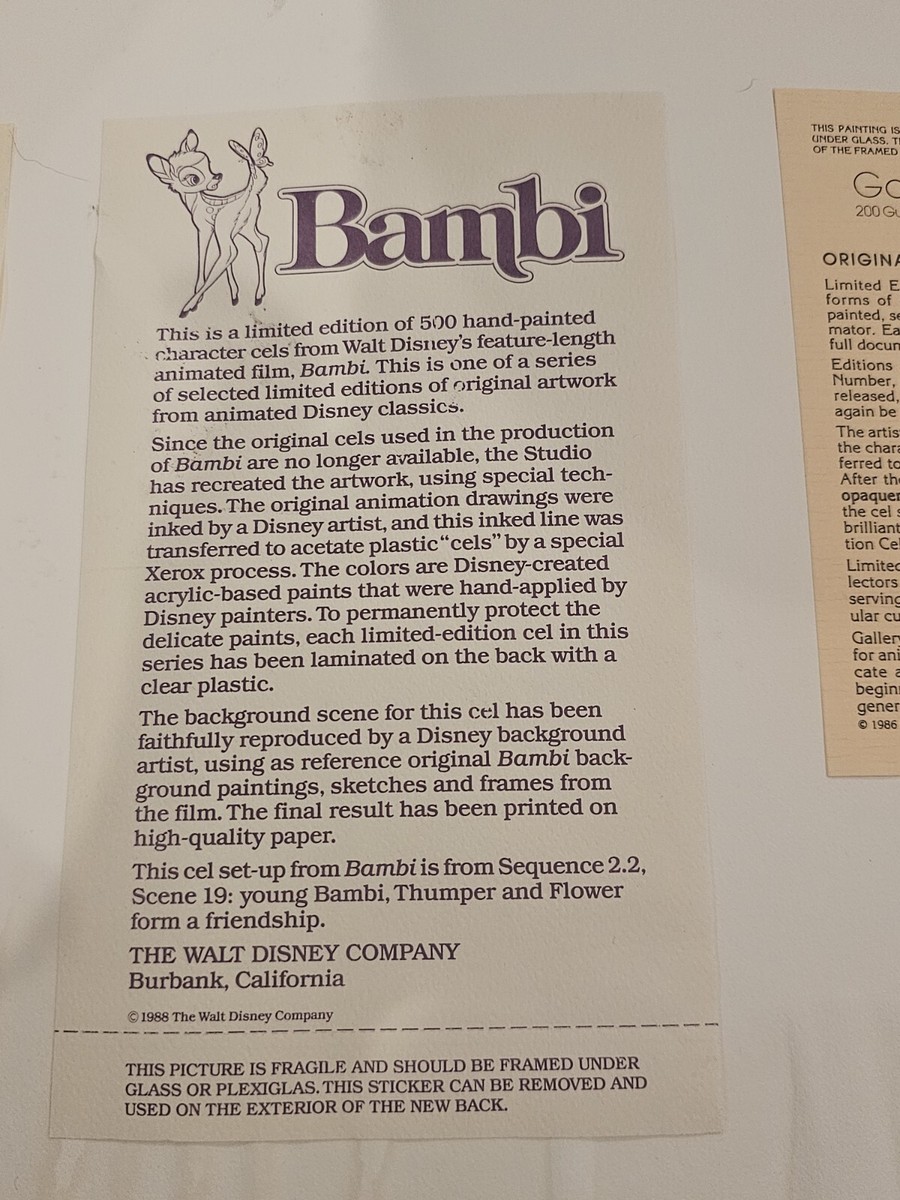 Bambi
This is a limited edition of 500 hand-painted
character cels from Walt Disney's feature-length
animated film, Bambi. This is one of a series
of selected limited editions of original artwork
from animated Disney classics.
Since the original cels used in the production
of Bambi are no longer available, the Studio
has recreated the artwork, using special tech-
niques. The original animation drawings were
inked by a Disney artist, and this inked line was
transferred to acetate plastic "cels" by a special
Xerox process. The colors are Disney-created
acrylic-based paints that were hand-applied by
Disney painters. To permanently protect the
delicate paints, each limited-edition cel in this
series has been laminated on the back with a
clear plastic.
The background scene for this cel has been
faithfully reproduced by a Disney background
artist, using as reference original Bambi back-
ground paintings, sketches and frames from
the film. The final result has been printed on
high-quality paper.
This cel set-up from Bambi is from Sequence 2.2,
Scene 19: young Bambi, Thumper and Flower
form a friendship.
THE WALT DISNEY COMPANY
Burbank, California
© 1988 The Walt Disney Company
THIS PICTURE IS FRAGILE AND SHOULD BE FRAMED UNDER
GLASS OR PLEXIGLAS. THIS STICKER CAN BE REMOVED AND
USED ON THE EXTERIOR OF THE NEW BACK.
THIS PAINTING IS
UNDER GLASS. T
OF THE FRAMED
Go
200 Gu
ORIGINA
Limited E
forms of
painted, se
mator. Ea
full docum
Editions
Number,
released,
again be
The artis
the chara
ferred to
After the
opaquer
the cel s
brilliant
tion Cel
Limited
lectors
serving
ular cu
Gallery
for ani
cate a
beginn
gener
© 1986